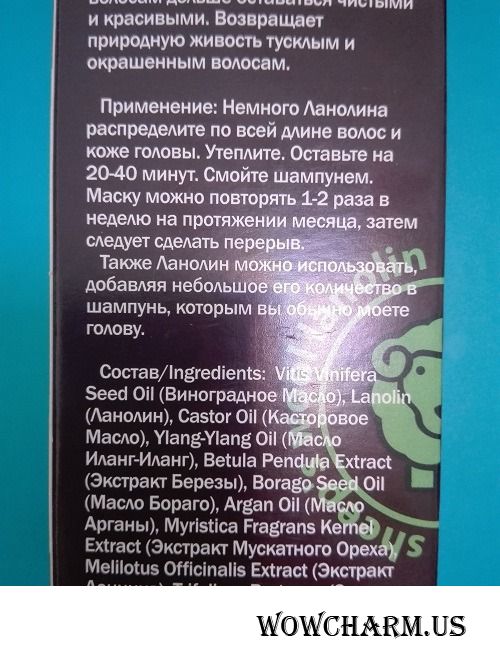 волосам дольше оставаться чистыми
и красивыми. Возвращает
природную живость тусклым и
окрашенным волосам.
Применение: Немного Ланолина
распределите по всей длине волос и
коже головы. Утеплите. Оставьте на
20-40 минут. Смойте шампунем.
Маску можно повторять 1-2 раза в
неделю на протяжении месяца, затем
следует сделать перерыв.
Также Ланолин можно использовать,
добавляя небольшое его количество в
шампунь, которым вы обычно моете
голову.
Состав/Ingredients: Vitis Vinifera
Seed Oil (Виноградное Масло), Lanolin
(Ланолин), Castor Oil (Касторовое
Масло), Ylang-Ylang Oil (Масло
Иланг-Иланг), Betula Pendula Extract
(Экстракт Березы), Borago Seed Oil
(Масло Бораго), Argan Oil (Масло
Арганы), Myristica Fragrans Kernel
Extract (Экстракт Мускатного Ореха),
Melilotus Officinalis Extract (Экстракт
Lanolin
WOWCHARM.US